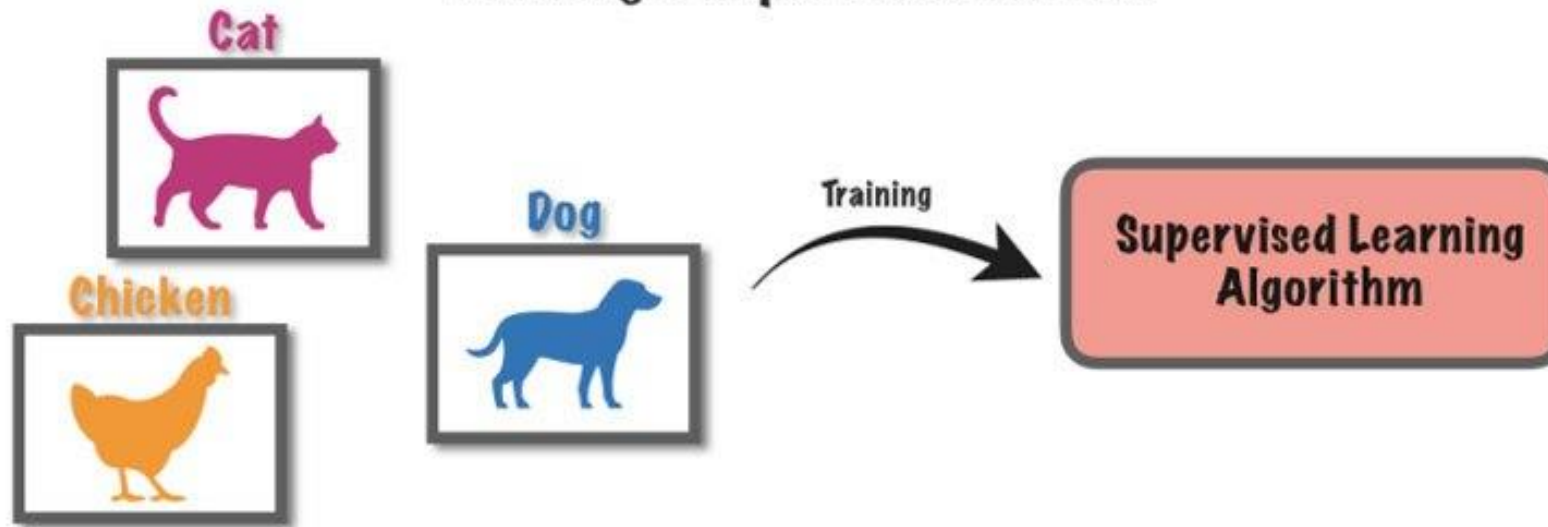 Cat
Dog
Training
Supervised Learning
Algorithm
Chicken